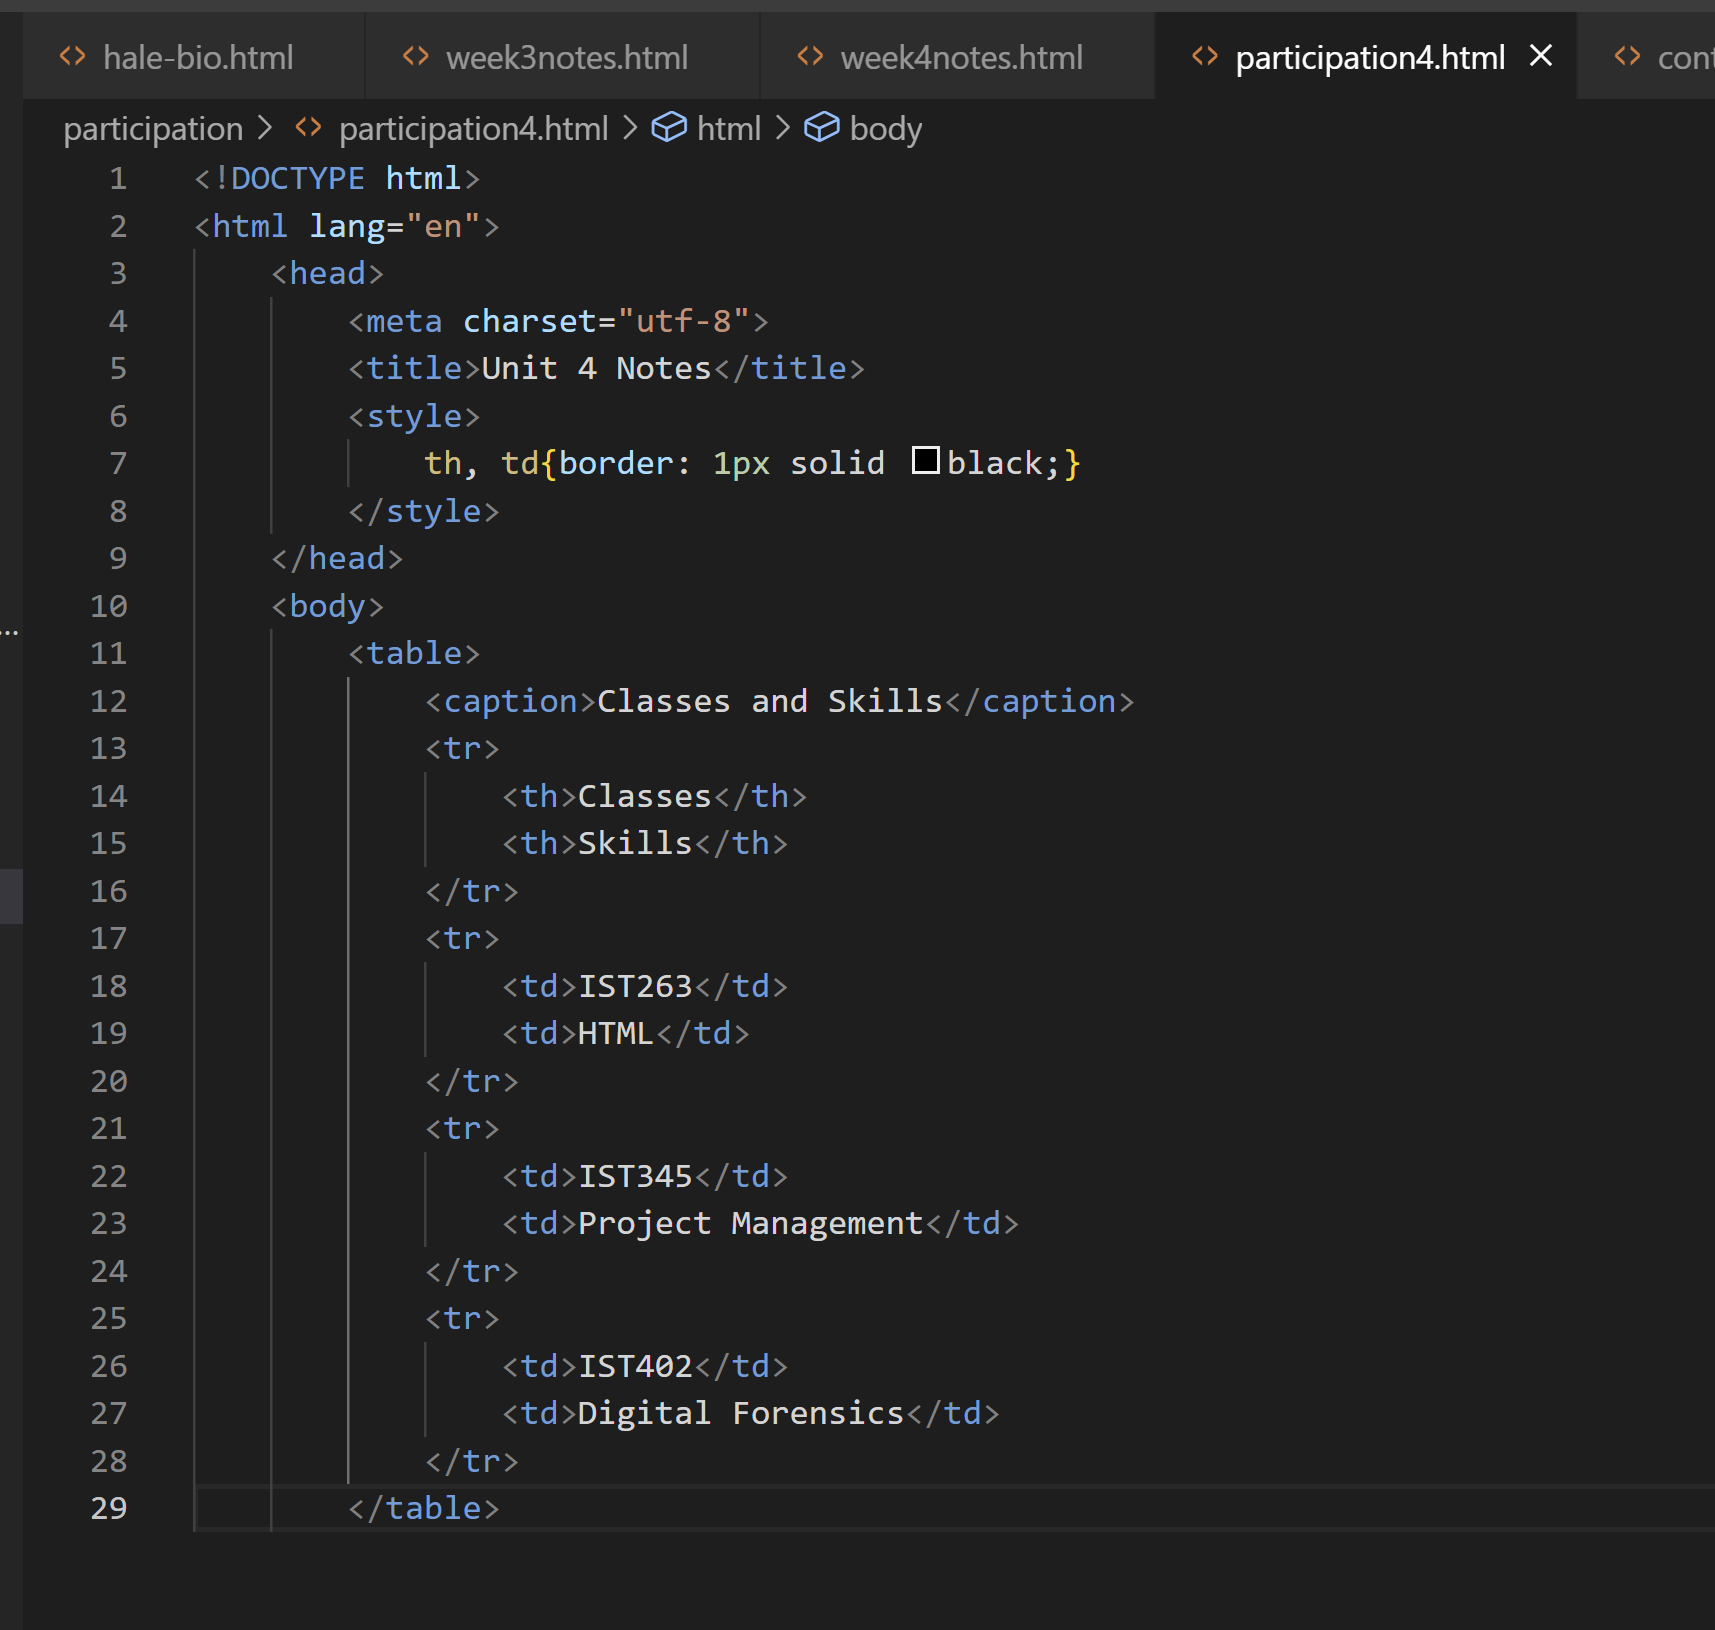 hale-bio.html week3notes.html week4notes.html participation4.html cont
participation > participation4.html > html > body
1 <!DOCTYPE html>
2 <html lang="en">
3     <head>
4         <meta charset="utf-8">
5         <title>Unit 4 Notes</title>
6         <style>
7             th, td{border: 1px solid black;}
8         </style>
9     </head>
10     <body>
11         <table>
12             <caption>Classes and Skills</caption>
13             <tr>
14                 <th>Classes</th>
15                 <th>Skills</th>
16             </tr>
17             <tr>
18                 <td>IST263</td>
19                 <td>HTML</td>
20             </tr>
21             <tr>
22                 <td>IST345</td>
23                 <td>Project Management</td>
24             </tr>
25             <tr>
26                 <td>IST402</td>
27                 <td>Digital Forensics</td>
28             </tr>
29         </table>